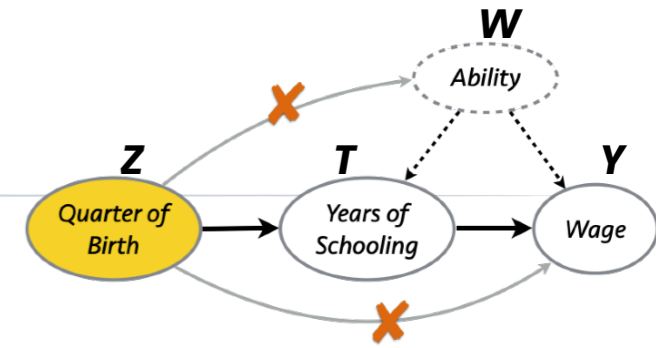 W
Ability
Z
T
Y
Quarter of
Birth
Years of
Schooling
Wage